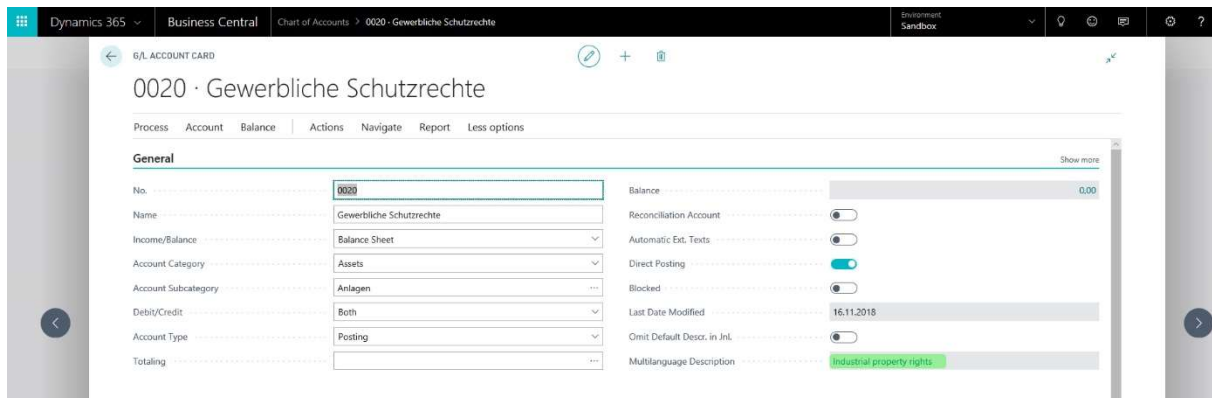 Dynamics 365
Business Central
Chart of Accounts > 0020 · Gewerbliche Schutzrechte
Environment
Sandbox
?
G/L ACCOUNT CARD
0020 · Gewerbliche Schutzrechte
Process Account Balance Actions Navigate Report Less options
General
Show more
No.
0020
Name
Gewerbliche Schutzrechte
Income/Balance
Balance Sheet
Account Category
Assets
Account Subcategory
Anlagen
Debit/Credit
Both
Account Type
Posting
Totaling
Balance
0,00
Reconciliation Account
Automatic Ext. Texts
Direct Posting
Blocked
Last Date Modified
16.11.2018
Omit Default Descr. in Jnl.
Multilanguage Description
Industrial property rights